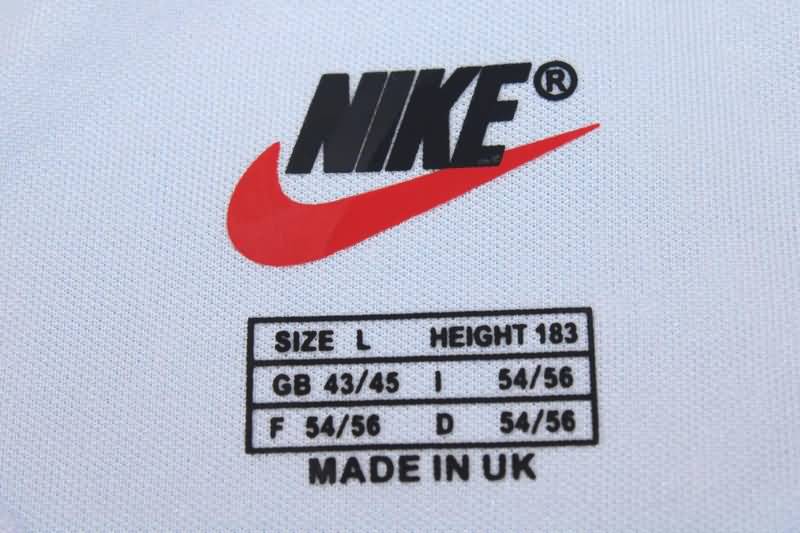 NIKE®
SIZE L HEIGHT 183
GB 43/45 I 54/56
F 54/56 D 54/56
MADE IN UK